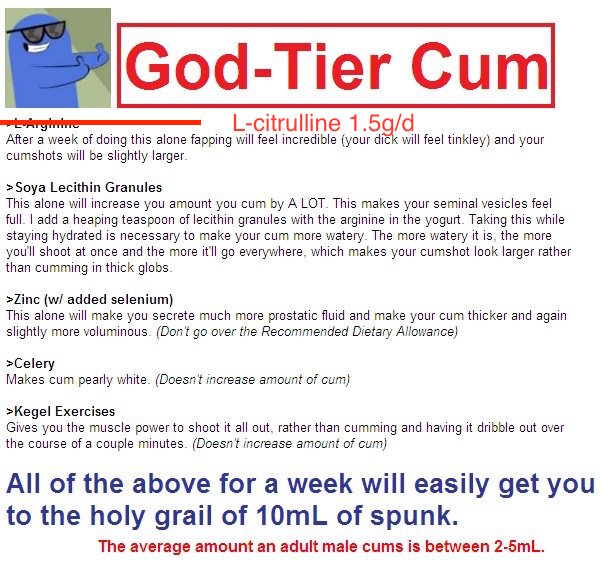 God-Tier Cum
>L-Arginine
L-citrulline 1.5g/d
After a week of doing this alone fapping will feel incredible (your dick will feel tinkley) and your
cumshots will be slightly larger.
>Soya Lecithin Granules
This alone will increase you amount you cum by A LOT. This makes your seminal vesicles feel
full. I add a heaping teaspoon of lecithin granules with the arginine in the yogurt. Taking this while
staying hydrated is necessary to make your cum more watery. The more watery it is, the more
you'll shoot at once and the more it'll go everywhere, which makes your cumshot look larger rather
than cumming in thick globs.
>Zinc (w/ added selenium)
This alone will make you secrete much more prostatic fluid and make your cum thicker and again
slightly more voluminous. (Don't go over the Recommended Dietary Allowance)
>Celery
Makes cum pearly white. (Doesn't increase amount of cum)
>Kegel Exercises
Gives you the muscle power to shoot it all out, rather than cumming and having it dribble out over
the course of a couple minutes. (Doesn't increase amount of cum)
All of the above for a week will easily get you
to the holy grail of 10mL of spunk.
The average amount an adult male cums is between 2-5mL.